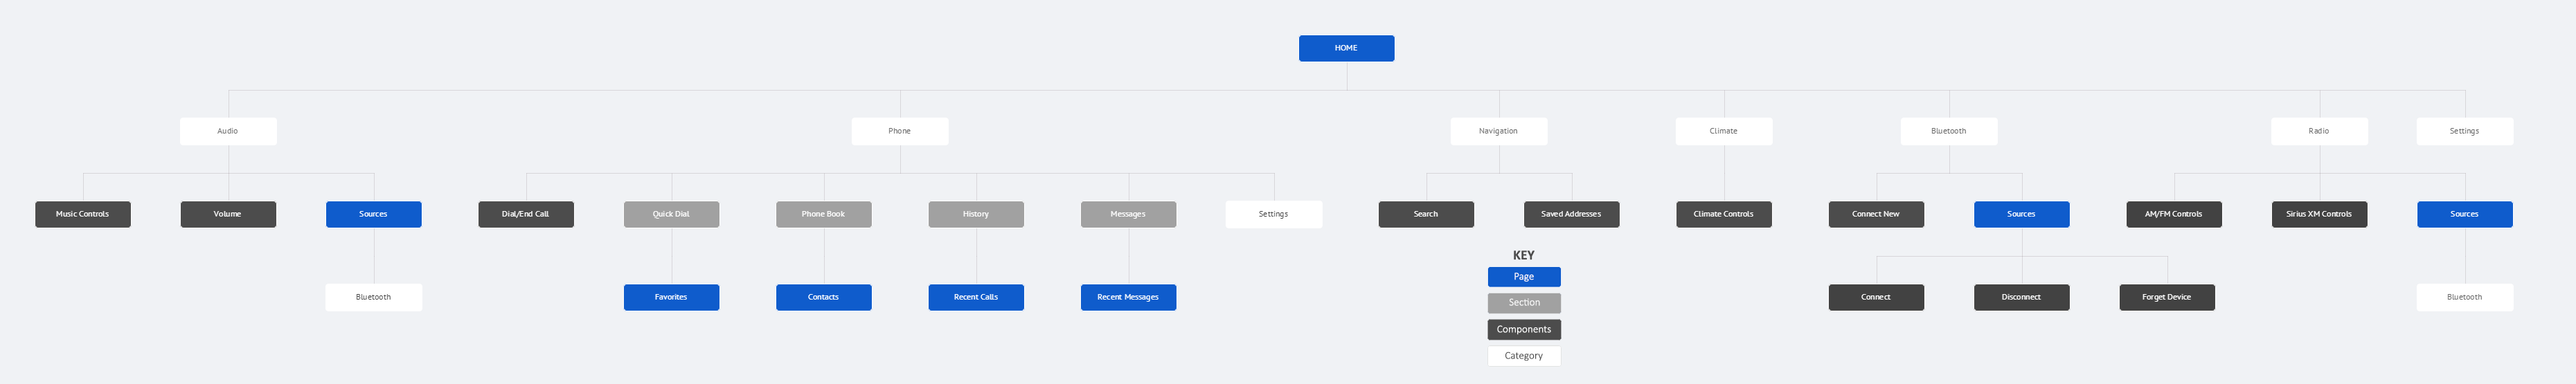 HOME
Audio
Phone
Navigation
Climate
Bluetooth
Radio
Settings
Music Controls
Volume
Sources
Dial/End Call
Quick Dial
Phone Book
History
Messages
Settings
Search
Saved Addresses
Climate Controls
Connect New
Sources
AM/FM Controls
Sirius XM Controls
Sources
Bluetooth
Favorites
Contacts
Recent Calls
Recent Messages
Connect
Disconnect
Forget Device
Bluetooth
KEY
Page
Section
Components
Category